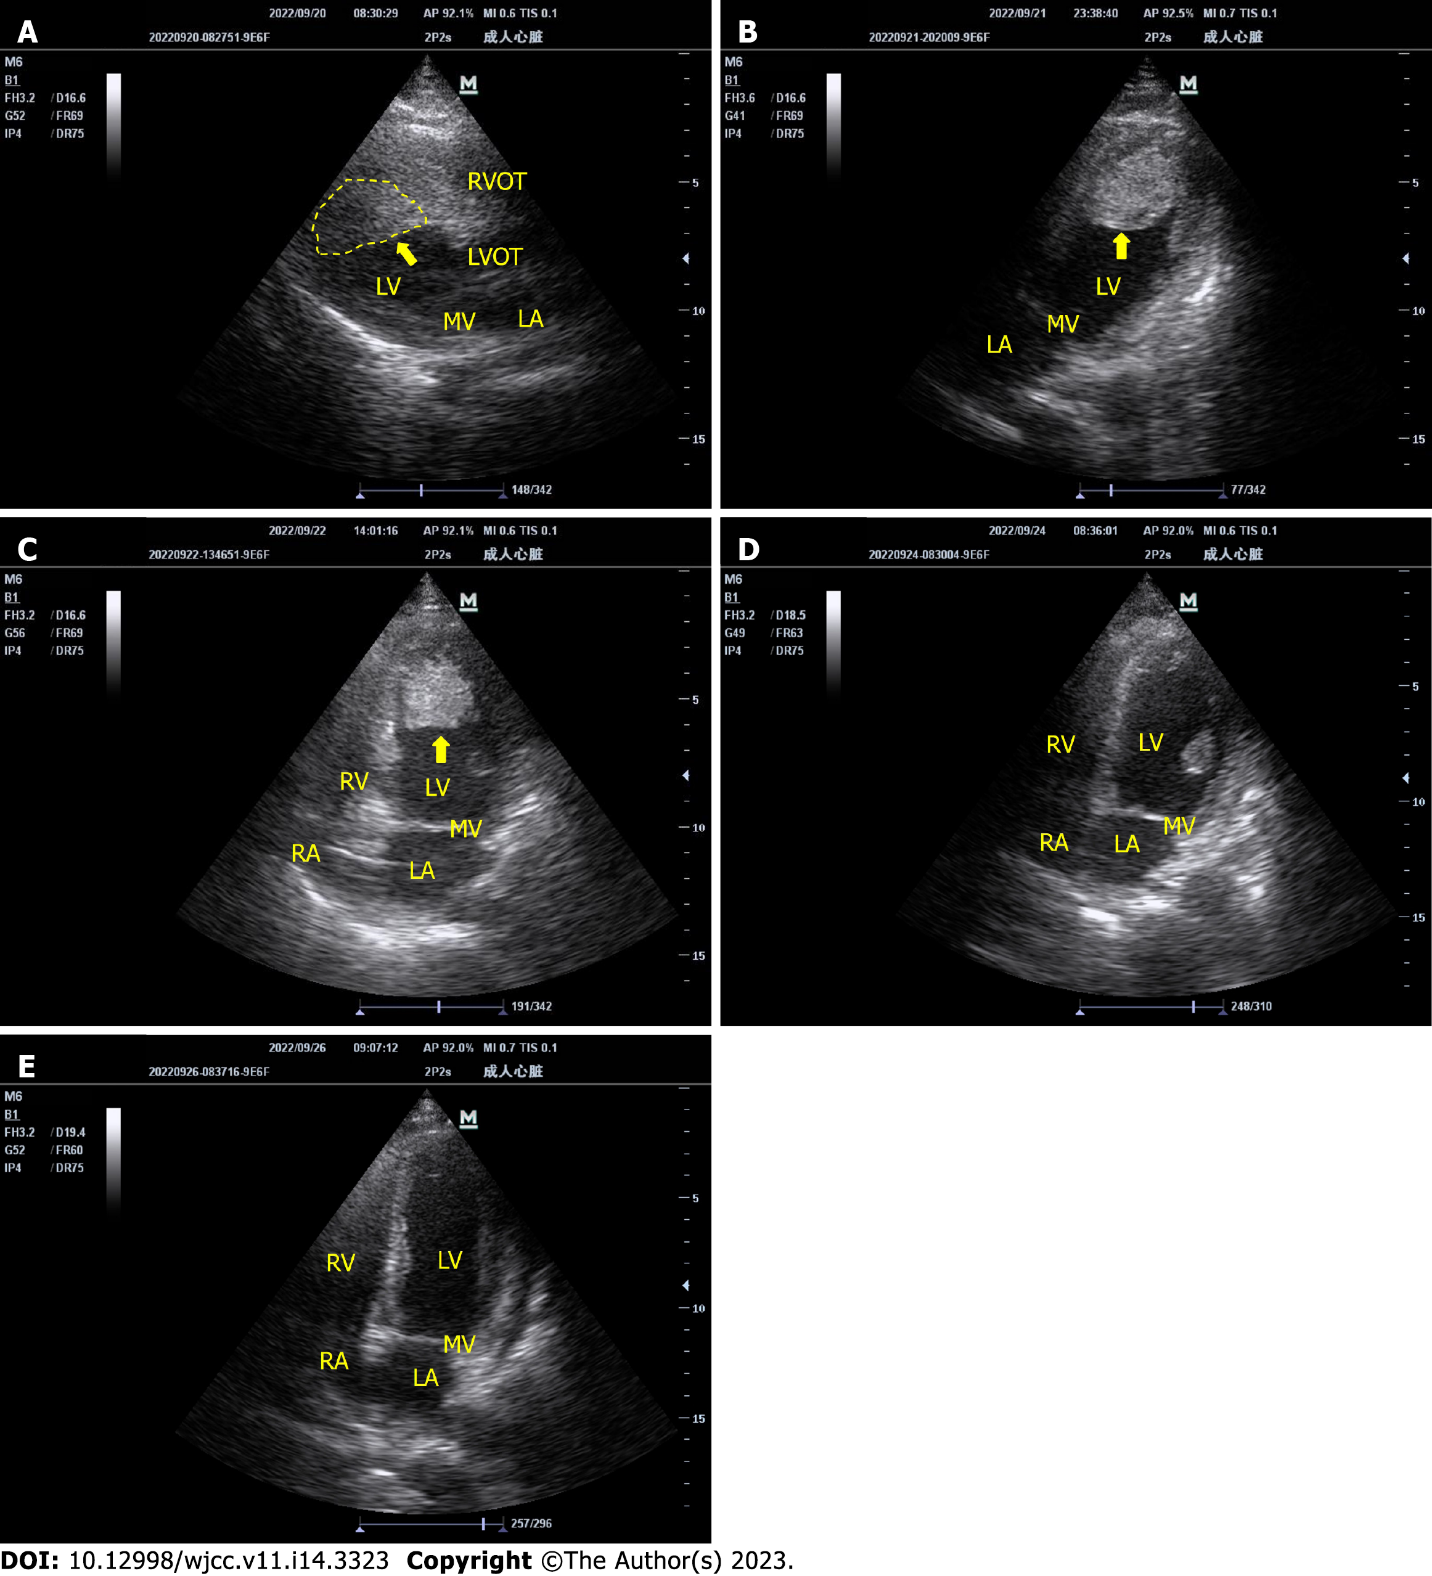 A
2022/09/20 08:30:29 AP 92.1% MI 0.6 TIS 0.1
20220920-082751-9E6F 2P2s 成人心脏
M6
B1
FH3.2 / D16.6
G52 / FR69
IP4 / DR75
M
RVOT
LVOT
LV
MV LA
5
10
15
148/342
B
2022/09/21 23:38:40 AP 92.5% MI 0.7 TIS 0.1
20220921-202009-9E6F 2P2s 成人心脏
M6
B1
FH3.6 / D16.6
G41 / FR69
IP4 / DR75
M
LV
MV
LA
5
10
15
77/342
C
2022/09/22 14:01:16 AP 92.1% MI 0.6 TIS 0.1
20220922-134651-9E6F 2P2s 成人心脏
M6
B1
FH3.2 / D16.6
G56 / FR69
IP4 / DR75
M
RV LV
MV
RA
LA
5
10
15
191/342
D
2022/09/24 08:36:01 AP 92.0% MI 0.6 TIS 0.1
20220924-083004-9E6F 2P2s 成人心脏
M6
B1
FH3.2 / D18.5
G49 / FR63
IP4 / DR75
M
RV LV
MV
RA LA
5
10
15
248/310
E
2022/09/26 09:07:12 AP 92.0% MI 0.7 TIS 0.1
20220926-083716-9E6F 2P2s 成人心脏
M6
B1
FH3.2 / D19.4
G52 / FR60
IP4 / DR75
M
RV LV
MV
RA
LA
5
10
15
257/296
DOI: 10.12998/wjcc.v11.i14.3323 Copyright ©The Author(s) 2023.